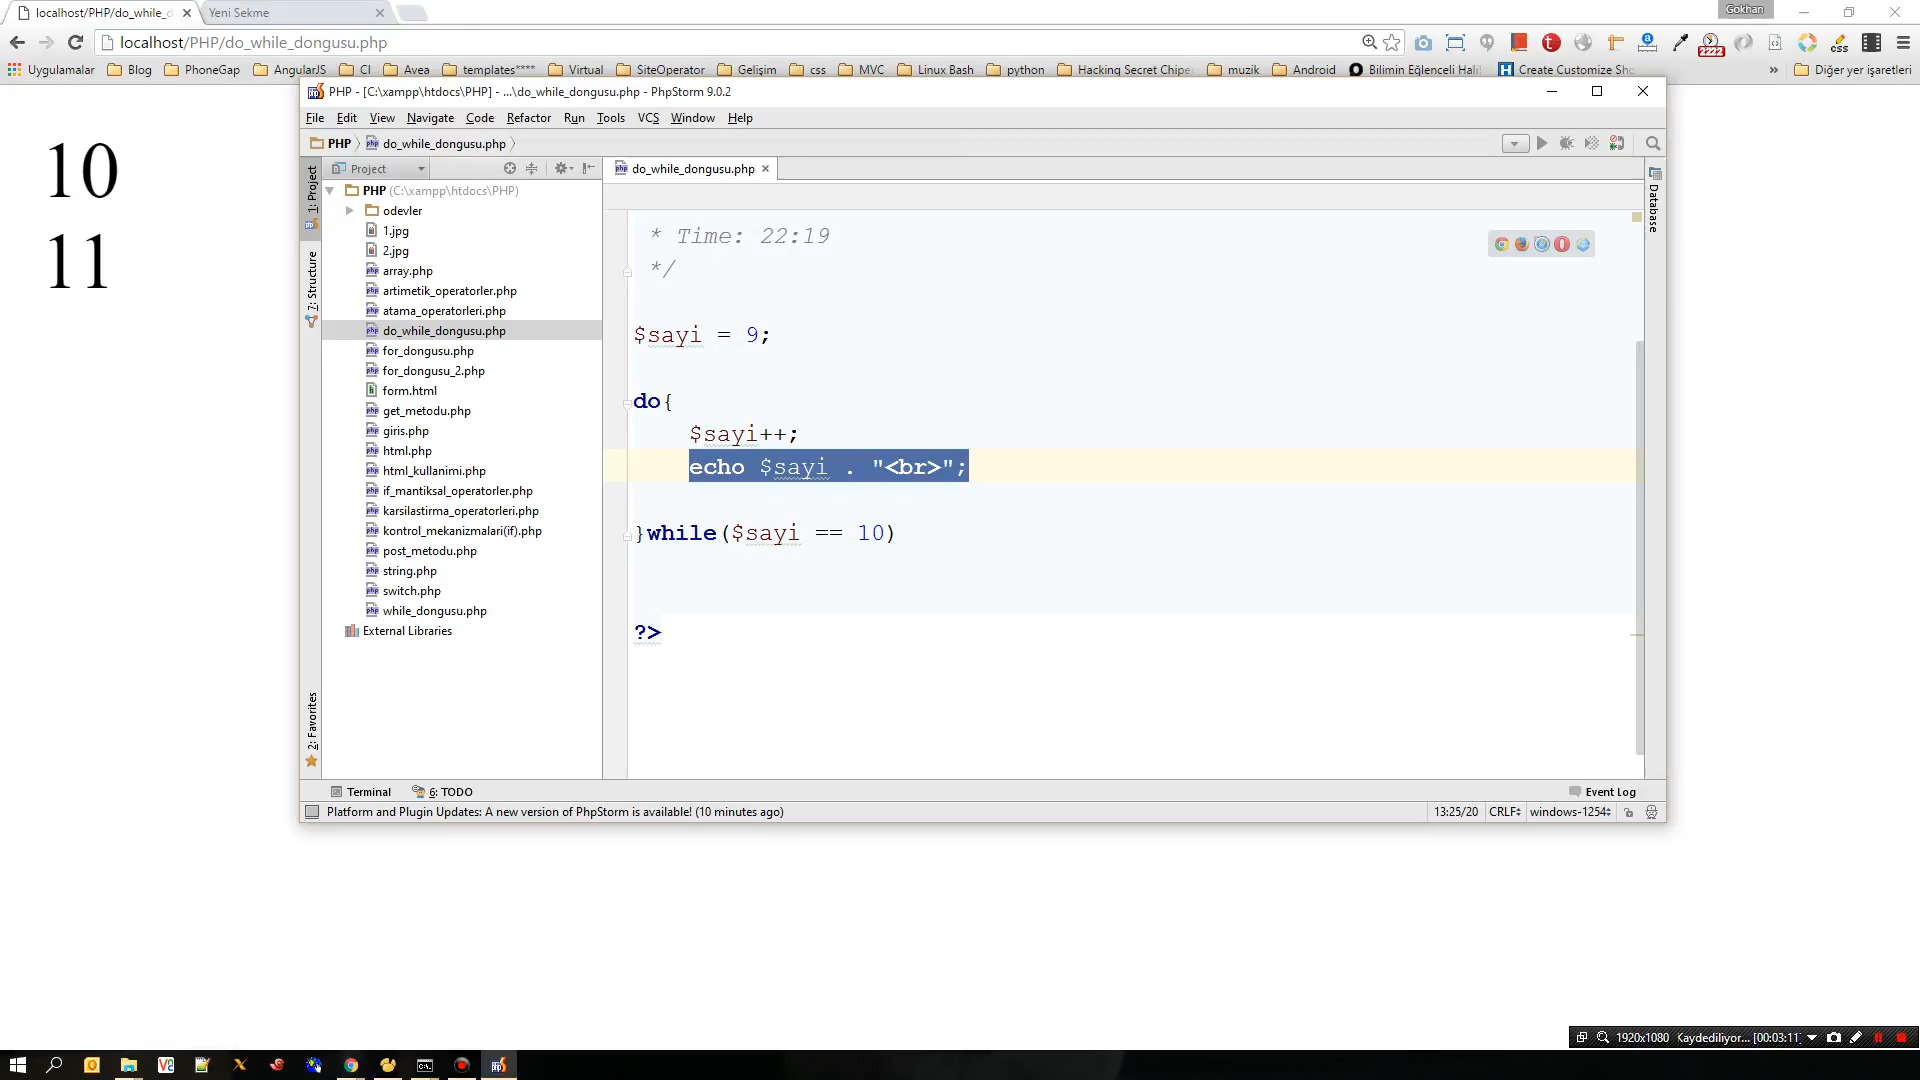 localhost/PHP/do_while_d
Yeni Sekme
Gokhan
localhost/PHP/do_while_dongusu.php
2222
css
Uygulamalar
Blog
PhoneGap
AngularJS
CI
Avea
templates****
Virtual
SiteOperator
Gelişim
css
MVC
Linux Bash
python
Hacking Secret Chipe
muzik
Android
Bilimin Eğlenceli Hali!
Create Customize Sho
»
Diğer yer işaretleri
10
11
PHP - [C:\xampp\htdocs\PHP] - ...\do_while_dongusu.php - PhpStorm 9.0.2
File Edit View Navigate Code Refactor Run Tools VCS Window Help
PHP
do_while_dongusu.php
1: Project
7: Structure
2: Favorites
Project
PHP (C:\xampp\htdocs\PHP)
odevler
1.jpg
2.jpg
array.php
artimetik_operatorler.php
atama_operatorleri.php
do_while_dongusu.php
for_dongusu.php
for_dongusu_2.php
form.html
get_metodu.php
giris.php
html.php
html_kullanimi.php
if_mantiksal_operatorler.php
karsilastirma_operatorleri.php
kontrol_mekanizmalari(if).php
post_metodu.php
string.php
switch.php
while_dongusu.php
External Libraries
do_while_dongusu.php
* Time: 22:19
*/
$sayi = 9;
do{
$sayi++;
echo $sayi . "<br>";
}while($sayi == 10)
?>
Database
Terminal
6: TODO
Event Log
Platform and Plugin Updates: A new version of PhpStorm is available! (10 minutes ago)
13:25/20
CRLF
windows-1254
1920x1080
Kaydediliyor... [00:03:11]